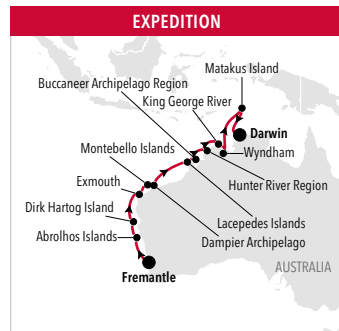 EXPEDITION
Matakus Island
Buccaneer Archipelago Region
King George River
Darwin
Montebello Islands
Wyndham
Exmouth
Hunter River Region
Dirk Hartog Island
Lacepedes Islands
Abrolhos Islands
Dampier Archipelago
AUSTRALIA
Fremantle